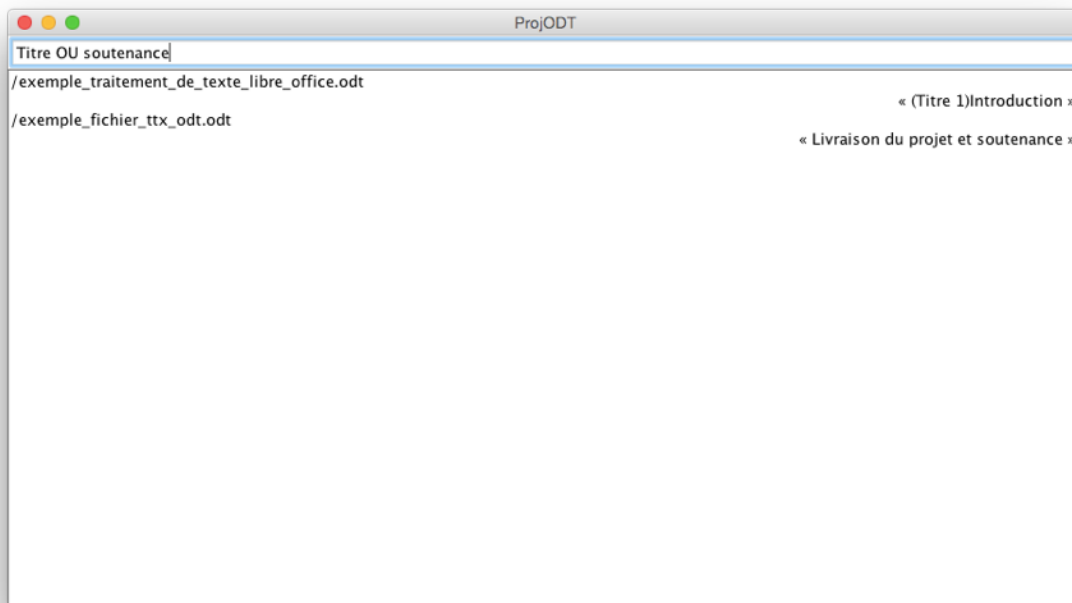 ProjODT
Titre OU soutenance
/exemple_traitement_de_texte_libre_office.odt
« (Titre 1)Introduction »
/exemple_fichier_ttx_odt.odt
« Livraison du projet et soutenance »